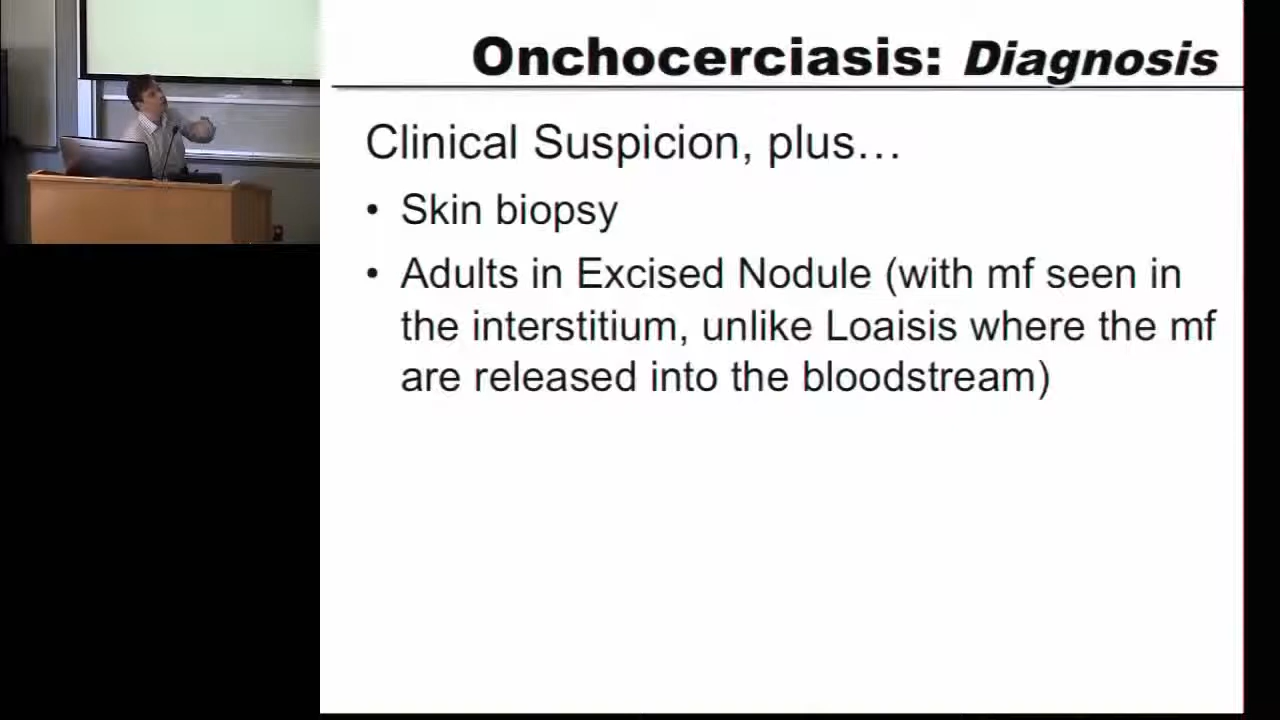 Onchocerciasis: Diagnosis
Clinical Suspicion, plus…
• Skin biopsy
• Adults in Excised Nodule (with mf seen in
the interstitium, unlike Loaisis where the mf
are released into the bloodstream)